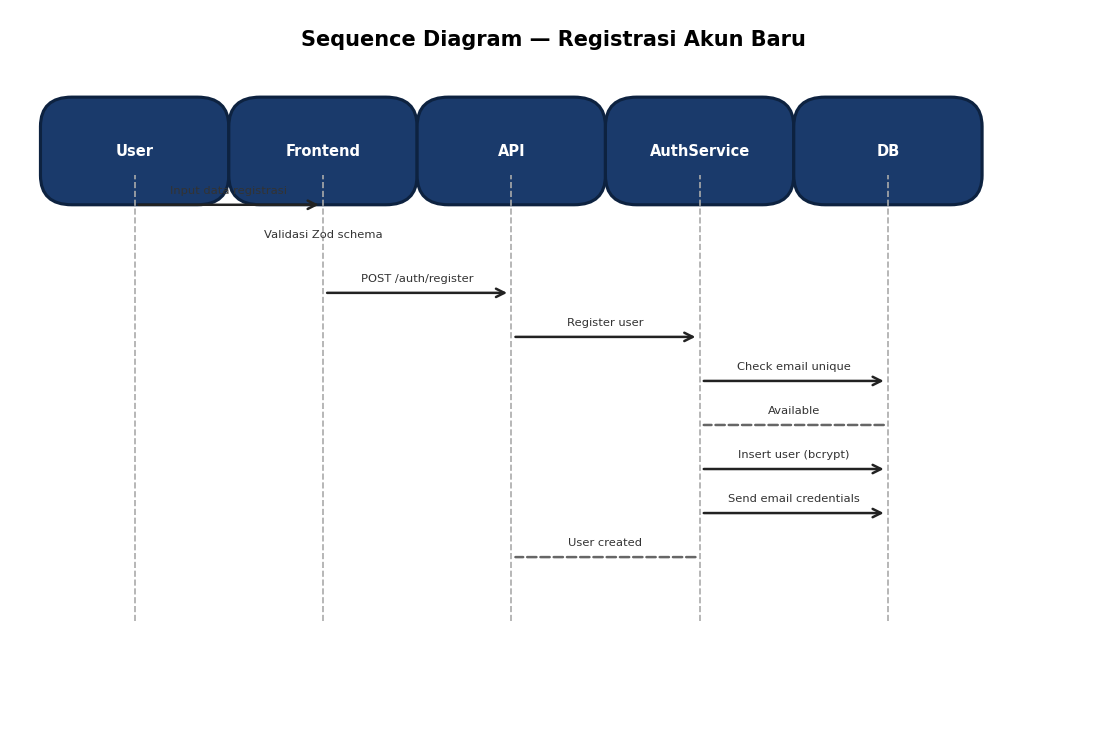 Sequence Diagram — Registrasi Akun Baru
User
Frontend
API
AuthService
DB
Validasi Zod schema
POST /auth/register
Register user
Check email unique
Available
Insert user (bcrypt)
Send email credentials
User created